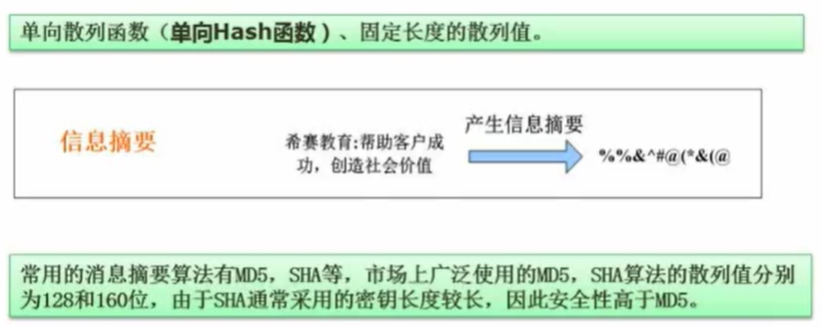 单向散列函数（单向Hash函数）、固定长度的散列值。
信息摘要
希赛教育:帮助客户成
功，创造社会价值
产生信息摘要
%%&^#@(*&(@
常用的消息摘要算法有MD5，SHA等，市场上广泛使用的MD5，SHA算法的散列值分别
为128和160位，由于SHA通常采用的密钥长度较长，因此安全性高于MD5。